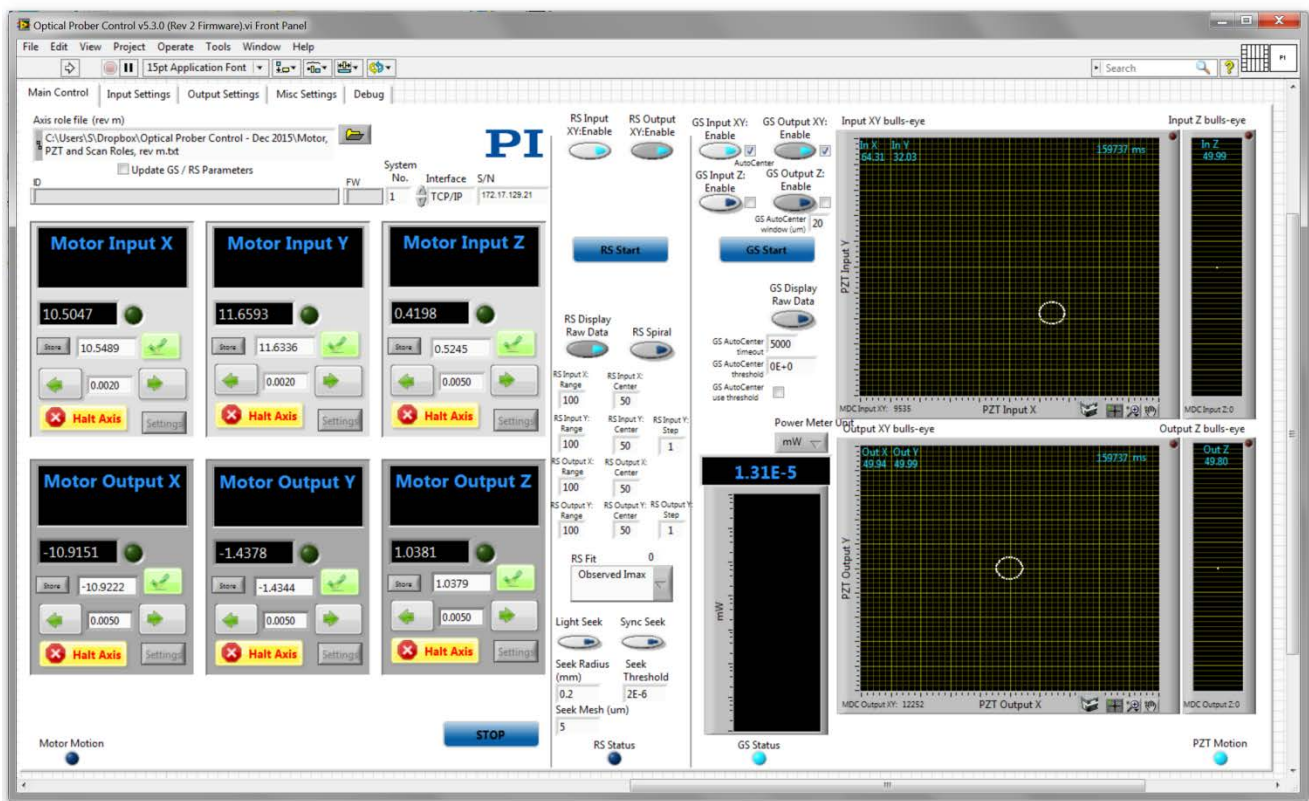 Optical Prober Control v5.3.0 (Rev 2 Firmware).vi Front Panel
File Edit View Project Operate Tools Window Help
15pt Application Font
Search
PI
Main Control Input Settings Output Settings Misc Settings Debug
Axis role file (rev m)
C:\Users\S\Dropbox\Optical Prober Control - Dec 2015\Motor,
PZT and Scan Roles, rev m.txt
Update GS / RS Parameters
PI
ID
FW
System
No.
Interface
S/N
1
TCP/IP
172.17.129.21
Motor Input X
10.5047
Store 10.5489
0.0020
Halt Axis Settings
Motor Input Y
11.6593
Store 11.6336
0.0020
Halt Axis Settings
Motor Input Z
0.4198
Store 0.5245
0.0050
Halt Axis Settings
Motor Output X
-10.9151
Store -10.9222
0.0050
Halt Axis Settings
Motor Output Y
-1.4378
Store -1.4344
0.0050
Halt Axis Settings
Motor Output Z
1.0381
Store 1.0379
0.0050
Halt Axis Settings
STOP
Motor Motion
RS Input
XY:Enable
RS Output
XY:Enable
RS Start
RS Display
Raw Data
RS Spiral
RS Input X:
Range
100
RS Input X:
Center
50
RS Input Y:
Range
100
RS Input Y:
Center
50
RS Input Y:
Step
1
RS Output X:
Range
100
RS Output X:
Center
50
RS Output Y:
Range
100
RS Output Y:
Center
50
RS Output Y:
Step
1
RS Fit
0
Observed Imax
Light Seek
Sync Seek
Seek Radius
(mm)
0.2
Seek
Threshold
2E-6
Seek Mesh (um)
5
RS Status
GS Input XY:
Enable
GS Output XY:
Enable
AutoCenter
GS Input Z:
Enable
GS Output Z:
Enable
GS AutoCenter
window (um)
20
GS Start
GS Display
Raw Data
GS AutoCenter
timeout
5000
GS AutoCenter
threshold
0E+0
GS AutoCenter
use threshold
Power Meter Unit
mW
1.31E-5
mW
GS Status
Input XY bulls-eye
In X In Y
64.31 32.03
159737 ms
PZT Input Y
MDC Input XY: 9535
PZT Input X
Input Z bulls-eye
In Z
49.99
MDC Input Z:0
Output XY bulls-eye
Out X Out Y
49.94 49.99
159737 ms
PZT Output Y
MDC Output XY: 12252
PZT Output X
Output Z bulls-eye
Out Z
49.80
MDC Output Z:0
PZT Motion